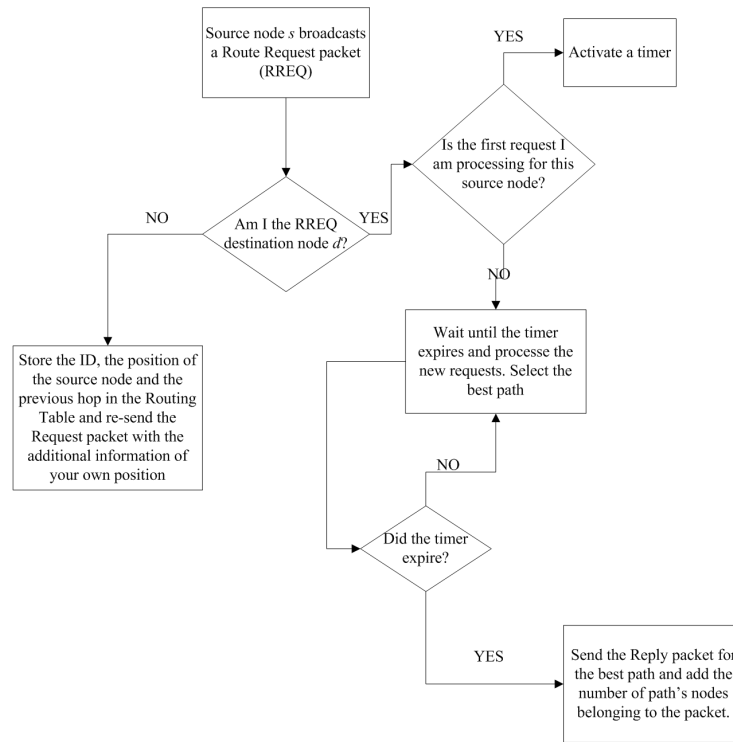 Source node s broadcasts
a Route Request packet
(RREQ)
YES
Activate a timer
Is the first request I
am processing for this
source node?
NO
YES
Am I the RREQ
destination node d?
NO
Wait until the timer
expires and processe the
new requests. Select the
best path
Store the ID, the position of
the source node and the
previous hop in the Routing
Table and re-send the
Request packet with the
additional information of
your own position
NO
Did the timer
expire?
YES
Send the Reply packet for
the best path and add the
number of path's nodes
belonging to the packet.